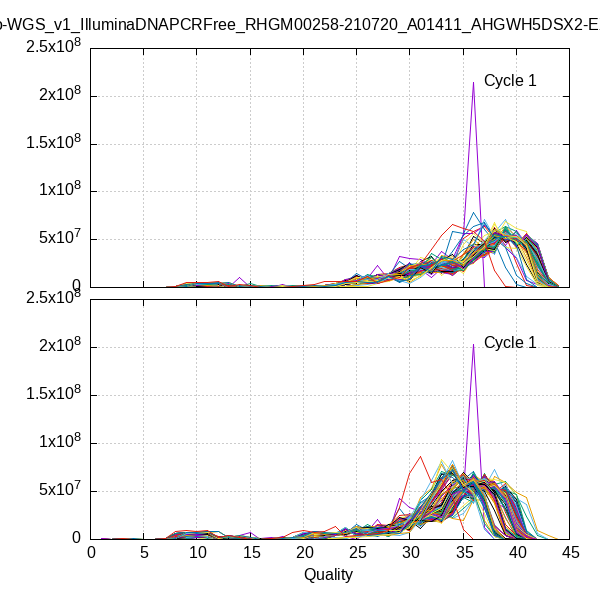 o-WGS_v1_IlluminaDNAPCRFree_RHGM00258-210720_A01411_AHGWH5DSX2-E
2.5x10^8
2x10^8
1.5x10^8
1x10^8
5x10^7
0
Cycle 1
2.5x10^8
2x10^8
1.5x10^8
1x10^8
5x10^7
0
Cycle 1
0 5 10 15 20 25 30 35 40 45
Quality